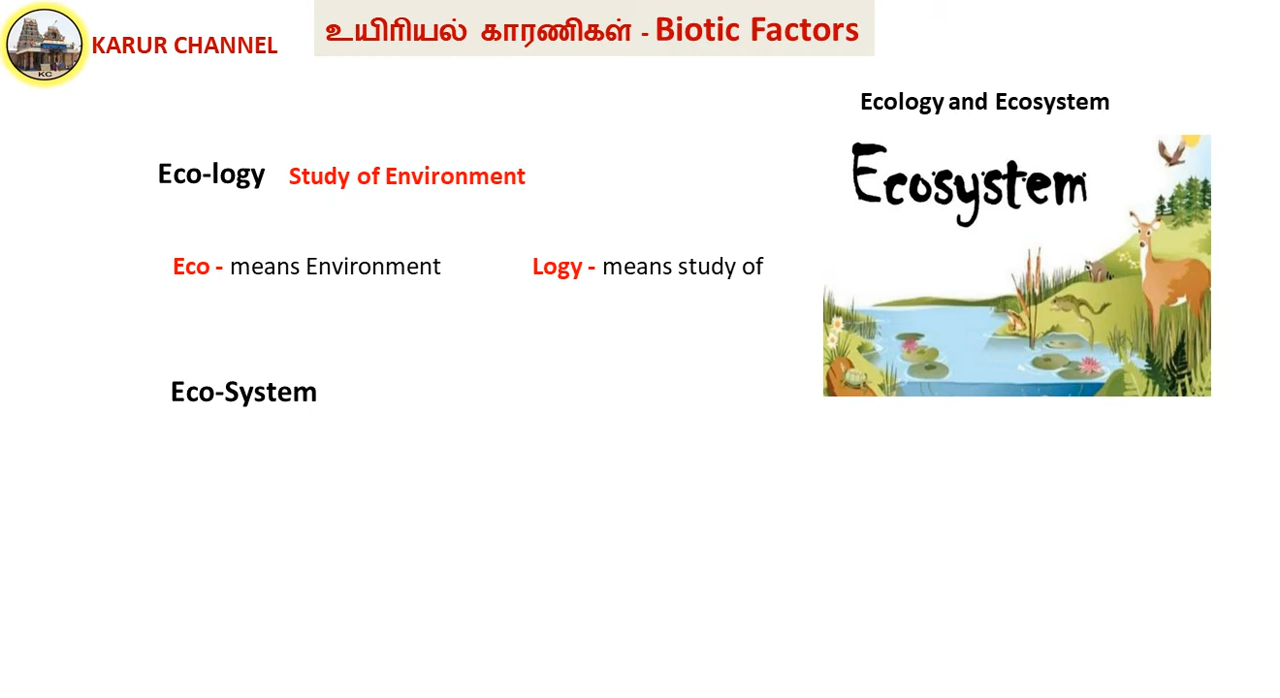 KARUR CHANNEL
KC
உயிரியல் காரணிகள் - Biotic Factors
Ecology and Ecosystem
Ecosystem
Eco-logy Study of Environment
Eco - means Environment
Logy - means study of
Eco-System